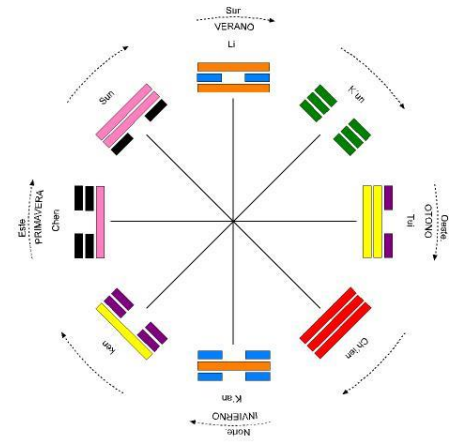 Sur
VERANO
Li
K´un
Oeste
OTOÑO
Tui
Ch´ien
K´an
INVIERNO
Norte
Ken
Este
PRIMAVERA
Chen
Sun